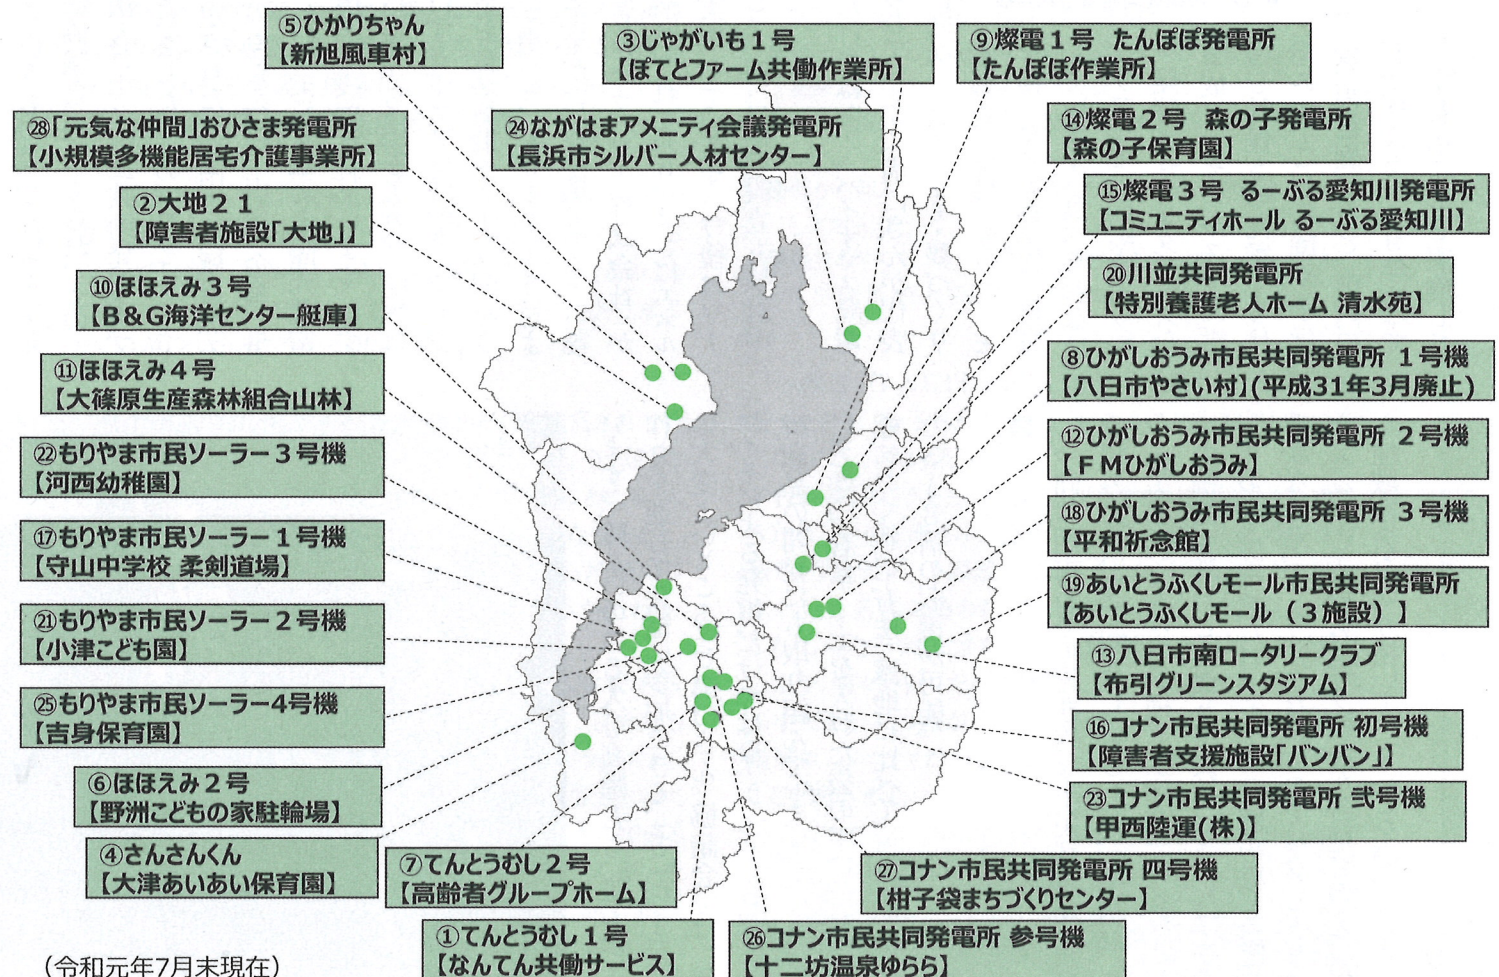 ⑤ひかりちゃん
【新旭風車村】
③じゃがいも１号
【ぽてとファーム共働作業所】
⑨燦電１号 たんぽぽ発電所
【たんぽぽ作業所】
㉘｢元気な仲間｣おひさま発電所
【小規模多機能居宅介護事業所】
㉔ながはまアメニティ会議発電所
【長浜市シルバー人材センター】
⑭燦電２号 森の子発電所
【森の子保育園】
②大地２１
【障害者施設｢大地｣】
⑮燦電３号 るーぶる愛知川発電所
【コミュニティホール るーぶる愛知川】
⑩ほほえみ３号
【B＆G海洋センター艇庫】
⑳川並共同発電所
【特別養護老人ホーム 清水苑】
⑪ほほえみ４号
【大篠原生産森林組合山林】
⑧ひがしおうみ市民共同発電所 １号機
【八日市やさい村】(平成31年3月廃止)
㉒もりやま市民ソーラー３号機
【河西幼稚園】
⑫ひがしおうみ市民共同発電所 ２号機
【ＦＭひがしおうみ】
⑰もりやま市民ソーラー１号機
【守山中学校 柔剣道場】
⑱ひがしおうみ市民共同発電所 ３号機
【平和祈念館】
⑲あいとうふくしモール市民共同発電所
【あいとうふくしモール（３施設）】
㉑もりやま市民ソーラー２号機
【小津こども園】
⑬八日市南ロータリークラブ
【布引グリーンスタジアム】
㉕もりやま市民ソーラー4号機
【吉身保育園】
⑯コナン市民共同発電所 初号機
【障害者支援施設｢バンバン｣】
⑥ほほえみ２号
【野洲こどもの家駐輪場】
㉓コナン市民共同発電所 弐号機
【甲西陸運(株)】
④さんさんくん
【大津あいあい保育園】
⑦てんとうむし２号
【高齢者グループホーム】
㉗コナン市民共同発電所 四号機
【柑子袋まちづくりセンター】
①てんとうむし１号
【なんてん共働サービス】
㉖コナン市民共同発電所 参号機
【十二坊温泉ゆらら】
（令和元年7月末現在）